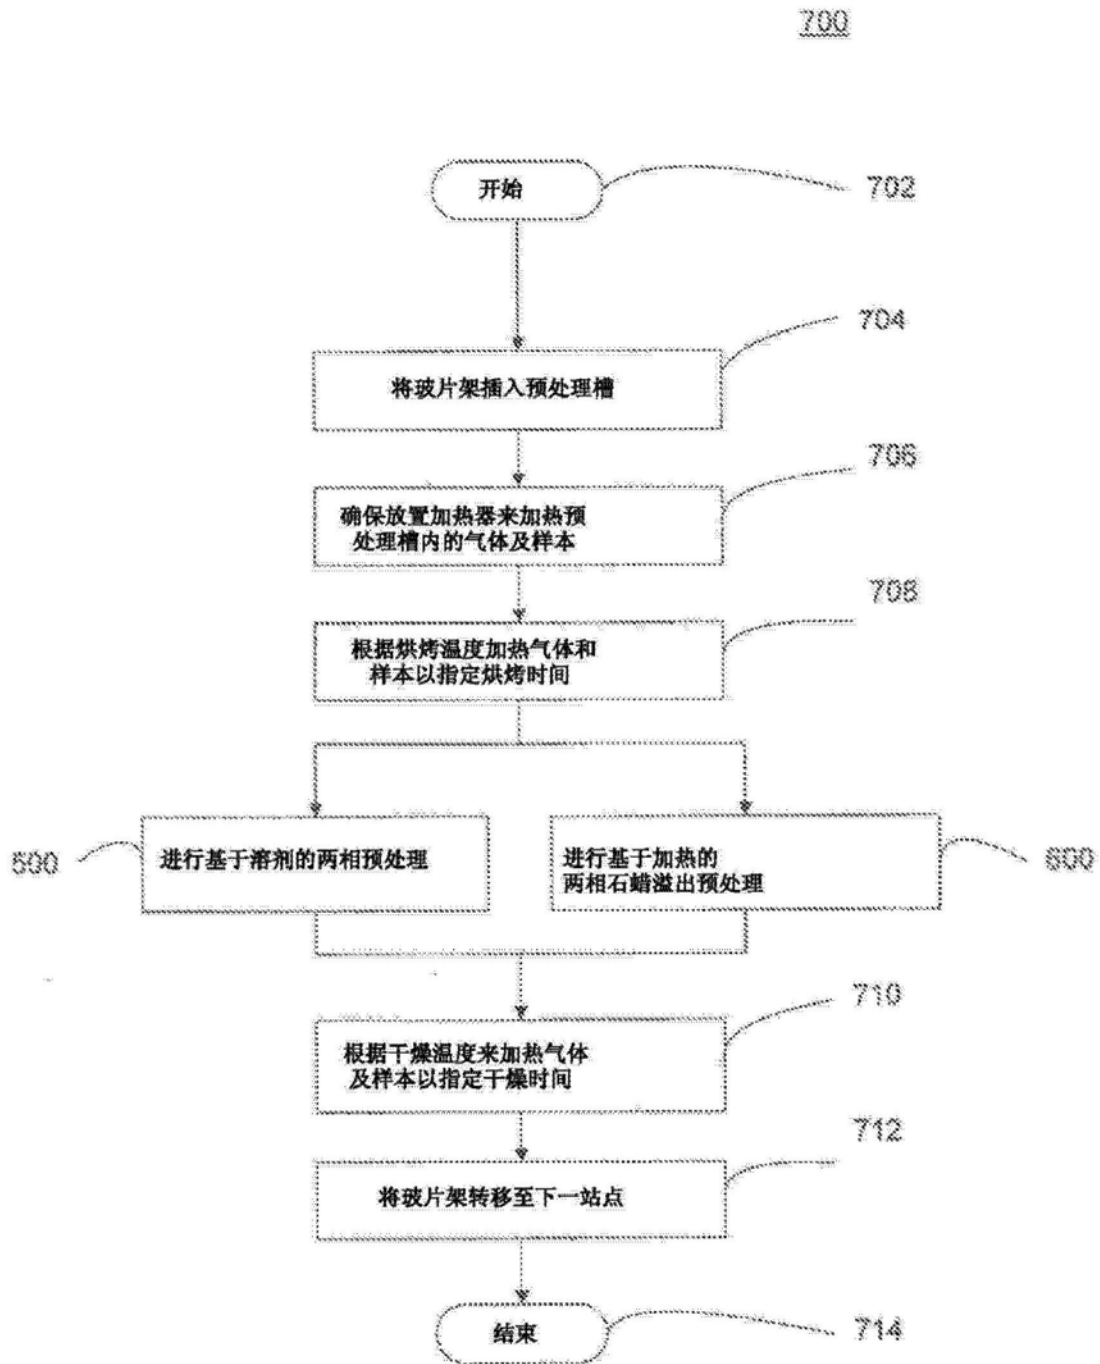 700
开始
702
704
将玻片架插入预处理槽
706
确保放置加热器来加热预
处理槽内的气体及样本
708
根据烘烤温度加热气体和
样本以指定烘烤时间
500
进行基于溶剂的两相预处理
进行基于加热的
两相石蜡溢出预处理
600
710
根据干燥温度来加热气体
及样本以指定干燥时间
712
将玻片架转移至下一站点
结束
714